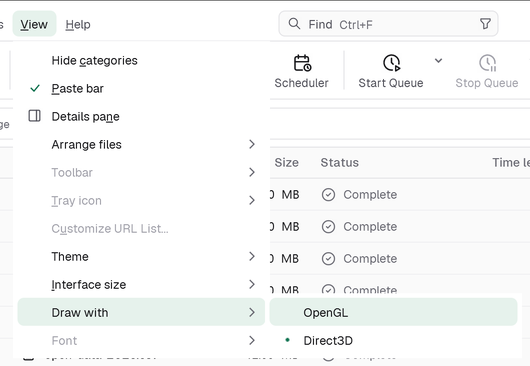 View Help
Find Ctrl+F
Hide categories
Paste bar
Details pane
Arrange files
Toolbar
Tray icon
Customize URL List...
Theme
Interface size
Draw with
Font
Scheduler
Start Queue
Stop Queue
Size Status Time
MB Complete
MB Complete
MB Complete
MB Complete
OpenGL
Direct3D